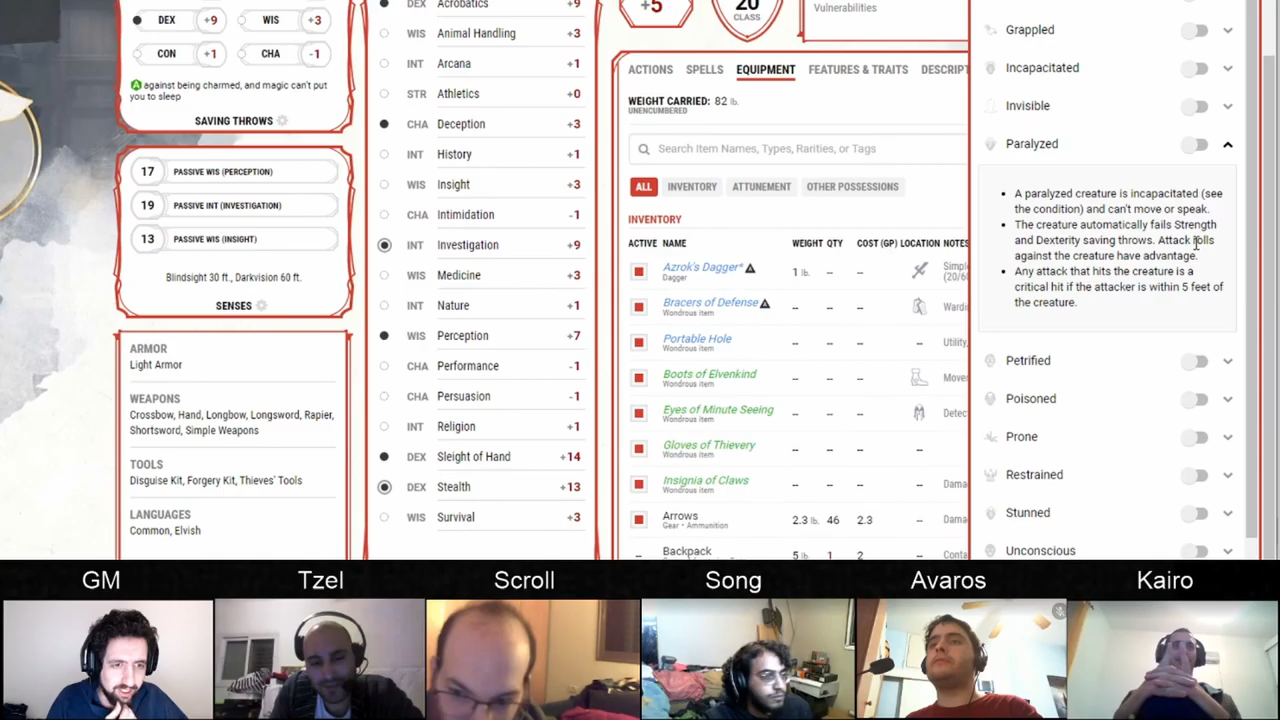 DEX +9 WIS +3
CON +1 CHA -1
A against being charmed, and magic can't put
you to sleep
SAVING THROWS
17 PASSIVE WIS (PERCEPTION)
19 PASSIVE INT (INVESTIGATION)
13 PASSIVE WIS (INSIGHT)
Blindsight 30 ft., Darkvision 60 ft.
SENSES
ARMOR
Light Armor
WEAPONS
Crossbow, Hand, Longbow, Longsword, Rapier,
Shortsword, Simple Weapons
TOOLS
Disguise Kit, Forgery Kit, Thieves' Tools
LANGUAGES
Common, Elvish
DEX Acrobatics +9
WIS Animal Handling +3
INT Arcana +1
STR Athletics +0
CHA Deception +3
INT History +1
WIS Insight +3
CHA Intimidation -1
INT Investigation +9
WIS Medicine +3
INT Nature +1
WIS Perception +7
CHA Performance -1
CHA Persuasion -1
INT Religion +1
DEX Sleight of Hand +14
DEX Stealth +13
WIS Survival +3
+5
20
CLASS
Vulnerabilities
ACTIONS SPELLS EQUIPMENT FEATURES & TRAITS DESCRIPT
WEIGHT CARRIED: 82 lb.
UNENCUMBERED
Search Item Names, Types, Rarities, or Tags
ALL INVENTORY ATTUNEMENT OTHER POSSESSIONS
INVENTORY
ACTIVE NAME WEIGHT QTY COST (GP) LOCATION NOTES
Azrok's Dagger* 1 lb. -- -- Simpl
Dagger (20/60
Bracers of Defense -- -- -- Wardi
Wondrous item
Portable Hole -- -- -- -- Utility,
Wondrous item
Boots of Elvenkind -- -- -- Move
Wondrous item
Eyes of Minute Seeing -- -- -- Detec
Wondrous item
Gloves of Thievery -- -- -- --
Wondrous item
Insignia of Claws -- -- -- -- Dama
Wondrous item
Arrows 2.3 lb. 46 2.3 -- Dama
Gear • Ammunition
-- Backpack 5 lb. 1 2 -- Conta
Grappled
Incapacitated
Invisible
Paralyzed
• A paralyzed creature is incapacitated (see
the condition) and can't move or speak.
• The creature automatically fails Strength
and Dexterity saving throws. Attack rolls
against the creature have advantage.
• Any attack that hits the creature is a
critical hit if the attacker is within 5 feet of
the creature.
Petrified
Poisoned
Prone
Restrained
Stunned
Unconscious
GM Tzel Scroll Song Avaros Kairo